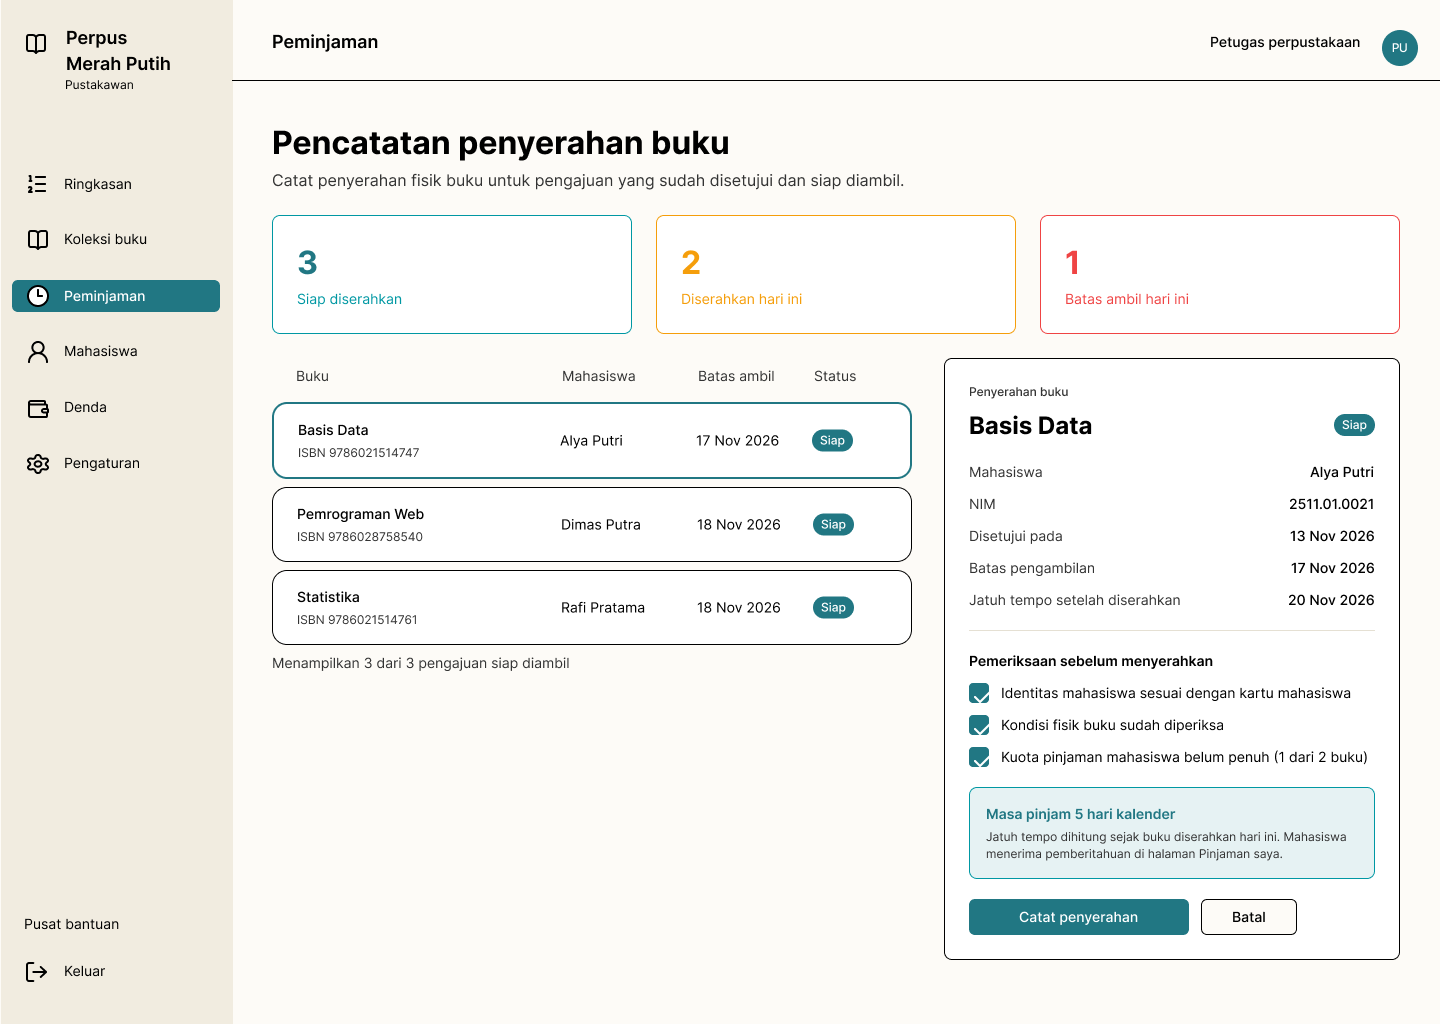 Perpus
Merah Putih
Pustakawan
Ringkasan
Koleksi buku
Peminjaman
Mahasiswa
Denda
Pengaturan
Pusat bantuan
Keluar
Peminjaman
Petugas perpustakaan
PU
Pencatatan penyerahan buku
Catat penyerahan fisik buku untuk pengajuan yang sudah disetujui dan siap diambil.
3
Siap diserahkan
2
Diserahkan hari ini
1
Batas ambil hari ini
Buku Mahasiswa Batas ambil Status
Basis Data
ISBN 9786021514747
Alya Putri 17 Nov 2026 Siap
Pemrograman Web
ISBN 9786028758540
Dimas Putra 18 Nov 2026 Siap
Statistika
ISBN 9786021514761
Rafi Pratama 18 Nov 2026 Siap
Menampilkan 3 dari 3 pengajuan siap diambil
Penyerahan buku
Basis Data Siap
Mahasiswa Alya Putri
NIM 2511.01.0021
Disetujui pada 13 Nov 2026
Batas pengambilan 17 Nov 2026
Jatuh tempo setelah diserahkan 20 Nov 2026
Pemeriksaan sebelum menyerahkan
Identitas mahasiswa sesuai dengan kartu mahasiswa
Kondisi fisik buku sudah diperiksa
Kuota pinjaman mahasiswa belum penuh (1 dari 2 buku)
Masa pinjam 5 hari kalender
Jatuh tempo dihitung sejak buku diserahkan hari ini. Mahasiswa
menerima pemberitahuan di halaman Pinjaman saya.
Catat penyerahan Batal